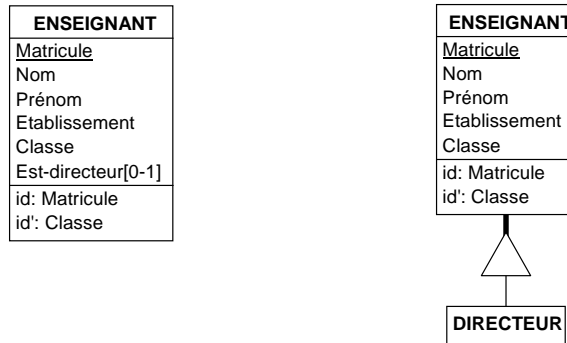 ENSEIGNANT
Matricule
Nom
Prénom
Etablissement
Classe
Est-directeur[0-1]
id: Matricule
id': Classe
ENSEIGNANT
Matricule
Nom
Prénom
Etablissement
Classe
id: Matricule
id': Classe
DIRECTEUR